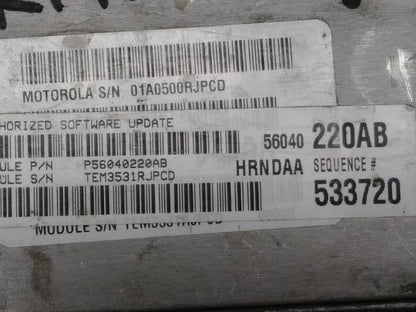 MOTOROLA S/N 01A0500RJPCD
HORIZED SOFTWARE UPDATE
56040 220AB
ULE P/N P56040220AB
ULE S/N TEM3531RJPCD
HRNDAA SEQUENCE #
533720
MODULE S/N